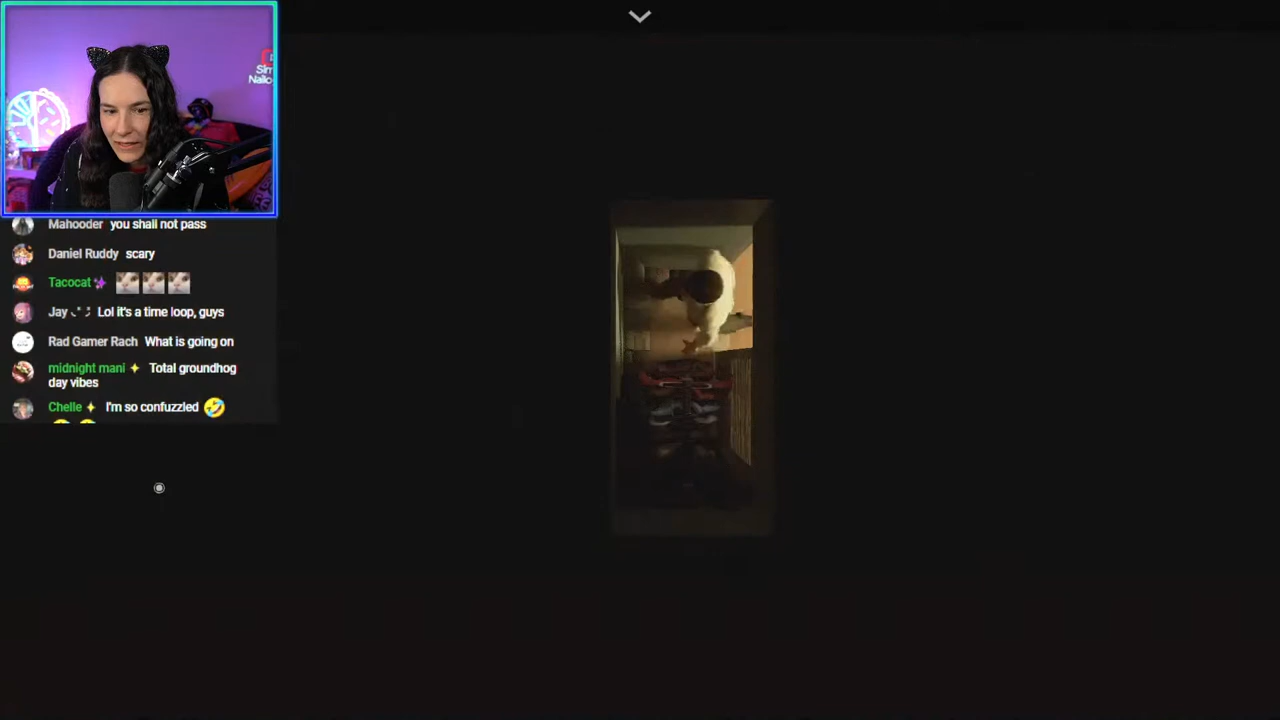 Mahooder you shall not pass
Daniel Ruddy scary
Tacocat
Jay Lol it's a time loop, guys
Rad Gamer Rach What is going on
midnight mani Total groundhog
day vibes
Chelle I'm so confuzzled